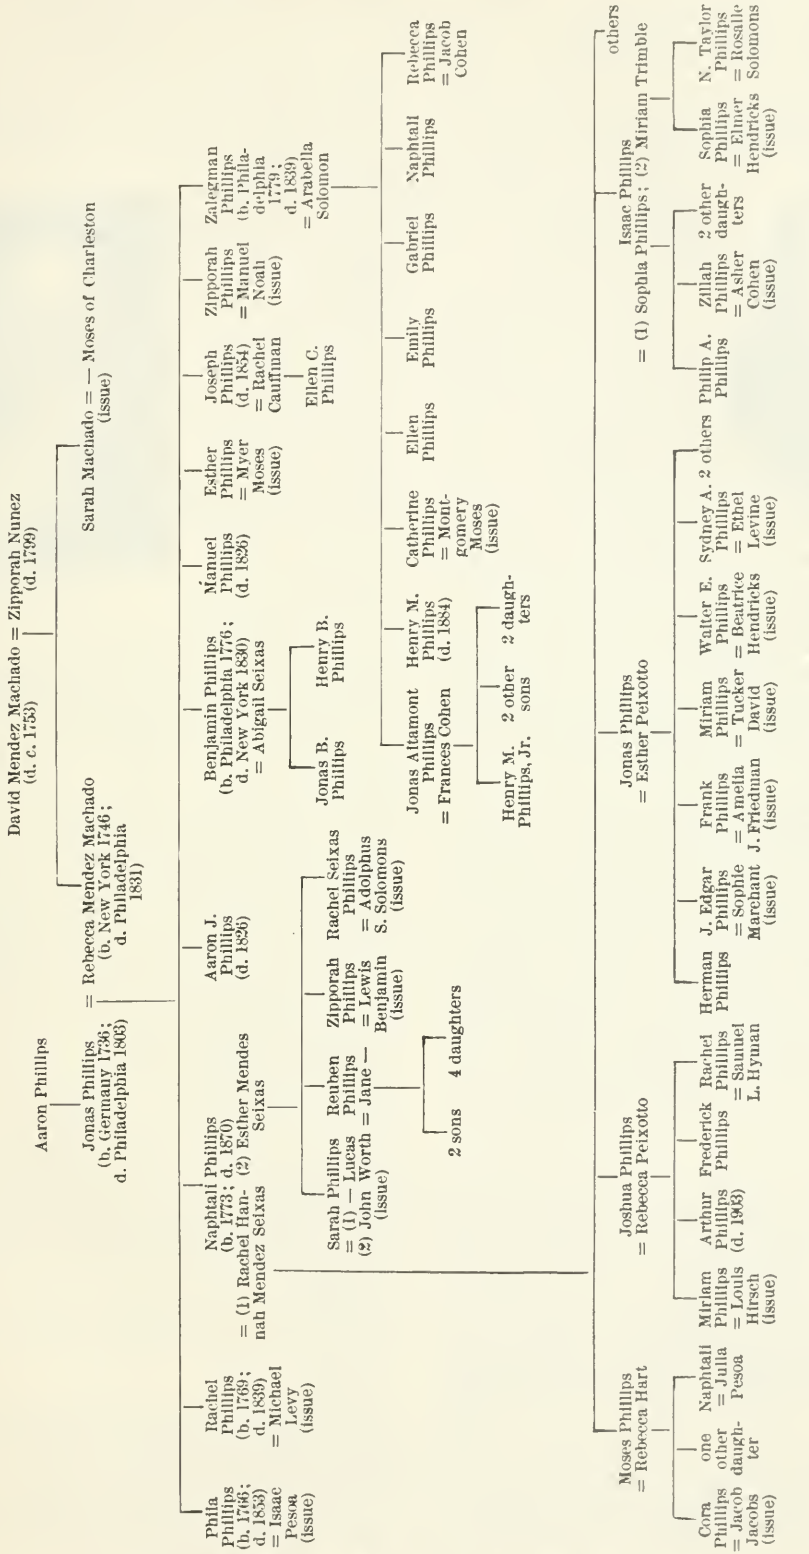 Aaron Phillips
David Mendez Machado = Zipporah Nunez
(d. c. 1753)
(d. 1799)
Jonas Phillips
(b. Germany 1736;
d. Philadelphia 1803)
= Rebecca Mendez Machado
(b. New York 1746;
d. Philadelphia
1831)
Sarah Machado = — Moses of Charleston
(issue)
Phila
Phillips
(b. 1766;
d. 1853)
= Isaac
Pesoa
(issue)
Rachel
Phillips
(b. 1769;
d. 1839)
= Michael
Levy
(issue)
Naphtali Phillips
(b. 1773; d. 1870)
= (1) Rachel Han- (2) Esther Mendes
nah Mendez Seixas Seixas
Aaron J.
Phillips
(d. 1826)
Benjamin Phillips
(b. Philadelphia 1776;
d. New York 1830)
= Abigail Seixas
Manuel
Phillips
(d. 1826)
Esther
Phillips
= Myer
Moses
(issue)
Joseph
Phillips
(d. 1854)
= Rachel
Cauffman
Zipporah
Phillips
= Manuel
Noah
(issue)
Zalegman
Phillips
(b. Phila-
delphia
1779;
d. 1839)
= Arabella
Solomon
Sarah Phillips
= (1) — Lucas
(2) John Worth
(issue)
Reuben
Phillips
= Jane —
Zipporah
Phillips
= Lewis
Benjamin
(issue)
Rachel Seixas
Phillips
= Adolphus
S. Solomons
(issue)
2 sons
4 daughters
Jonas B.
Phillips
Henry B.
Phillips
Ellen C.
Phillips
Jonas Altamont
Phillips
= Frances Cohen
Henry M.
Phillips
(d. 1884)
Catherine
Phillips
= Mont-
gomery
Moses
(issue)
Ellen
Phillips
Emily
Phillips
Gabriel
Phillips
Naphtali
Phillips
Rebecca
Phillips
= Jacob
Cohen
Henry M.
Phillips, Jr.
2 other
sons
2 daugh-
ters
Moses Phillips
= Rebecca Hart
Joshua Phillips
= Rebecca Peixotto
Jonas Phillips
= Esther Peixotto
Isaac Phillips
= (1) Sophia Phillips; (2) Miriam Trimble
others
Cora
Phillips
= Jacob
Jacobs
(issue)
one
other
daugh-
ter
Naphtali
= Julia
Pesoa
Miriam
Phillips
= Louis
Hirsch
(issue)
Arthur
Phillips
(d. 1903)
Frederick
Phillips
Rachel
Phillips
= Samuel
L. Hyman
Herman
Phillips
J. Edgar
Phillips
= Sophie
Marchant
(issue)
Frank
Phillips
= Amelia
J. Friedman
(issue)
Miriam
Phillips
= Tucker
David
(issue)
Walter E.
Phillips
= Beatrice
Hendricks
(issue)
Sydney A.
Phillips
= Ethel
Levine
(issue)
2 others
Philip A.
Phillips
Zillah
Phillips
= Asher
Cohen
(issue)
2 other
daugh-
ters
Sophia
Phillips
= Elmer
Hendricks
(issue)
N. Taylor
Phillips
= Rosalie
Solomons